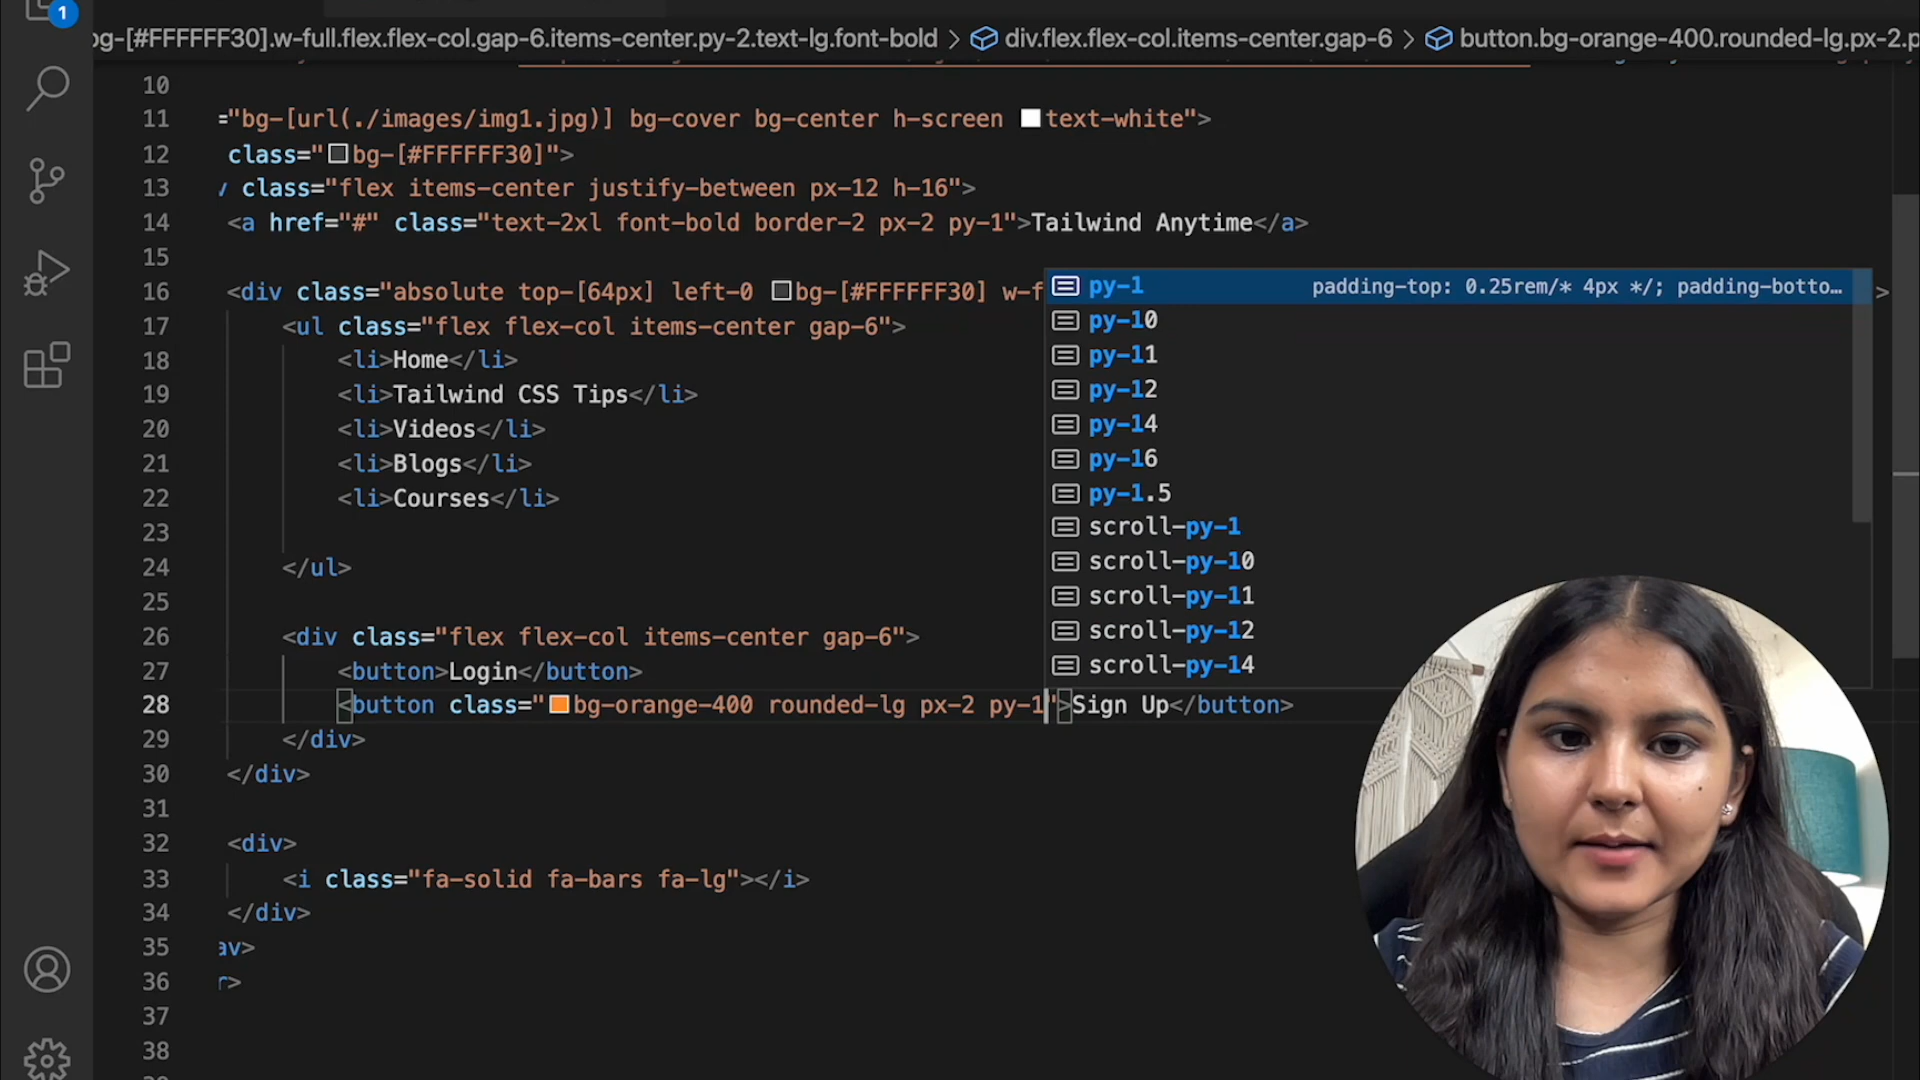 1
bg-[#FFFFFF30].w-full.flex.flex-col.gap-6.items-center.py-2.text-lg.font-bold > div.flex.flex-col.items-center.gap-6 > button.bg-orange-400.rounded-lg.px-2.p
10
11 ="bg-[url(./images/img1.jpg)] bg-cover bg-center h-screen text-white">
12 class="bg-[#FFFFFF30]">
13 class="flex items-center justify-between px-12 h-16">
14 <a href="#" class="text-2xl font-bold border-2 px-2 py-1">Tailwind Anytime</a>
15
16 <div class="absolute top-[64px] left-0 bg-[#FFFFFF30] w-f >
17 <ul class="flex flex-col items-center gap-6">
18 <li>Home</li>
19 <li>Tailwind CSS Tips</li>
20 <li>Videos</li>
21 <li>Blogs</li>
22 <li>Courses</li>
23
24 </ul>
25
26 <div class="flex flex-col items-center gap-6">
27 <button>Login</button>
28 <button class="bg-orange-400 rounded-lg px-2 py-1">Sign Up</button>
29 </div>
30 </div>
31
32 <div>
33 <i class="fa-solid fa-bars fa-lg"></i>
34 </div>
35 av>
36 r>
37
38
py-1 padding-top: 0.25rem/* 4px */; padding-botto…
py-10
py-11
py-12
py-14
py-16
py-1.5
scroll-py-1
scroll-py-10
scroll-py-11
scroll-py-12
scroll-py-14